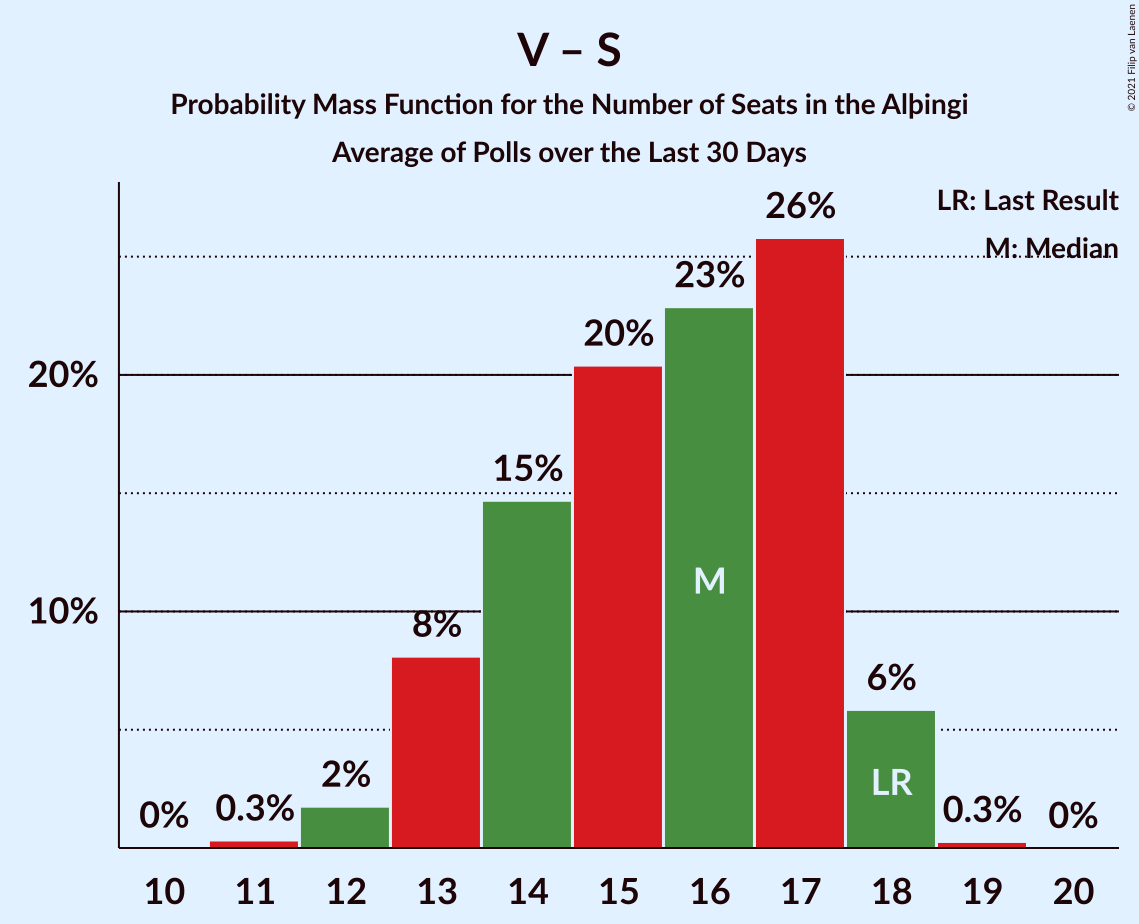 V – S
Probability Mass Function for the Number of Seats in the Alþingi
Average of Polls over the Last 30 Days
© 2021 Filip van Laenen
LR: Last Result
M: Median
20%
10%
0%
0.3%
2%
8%
15%
20%
23%
26%
6%
0.3%
0%
M
LR
10 11 12 13 14 15 16 17 18 19 20